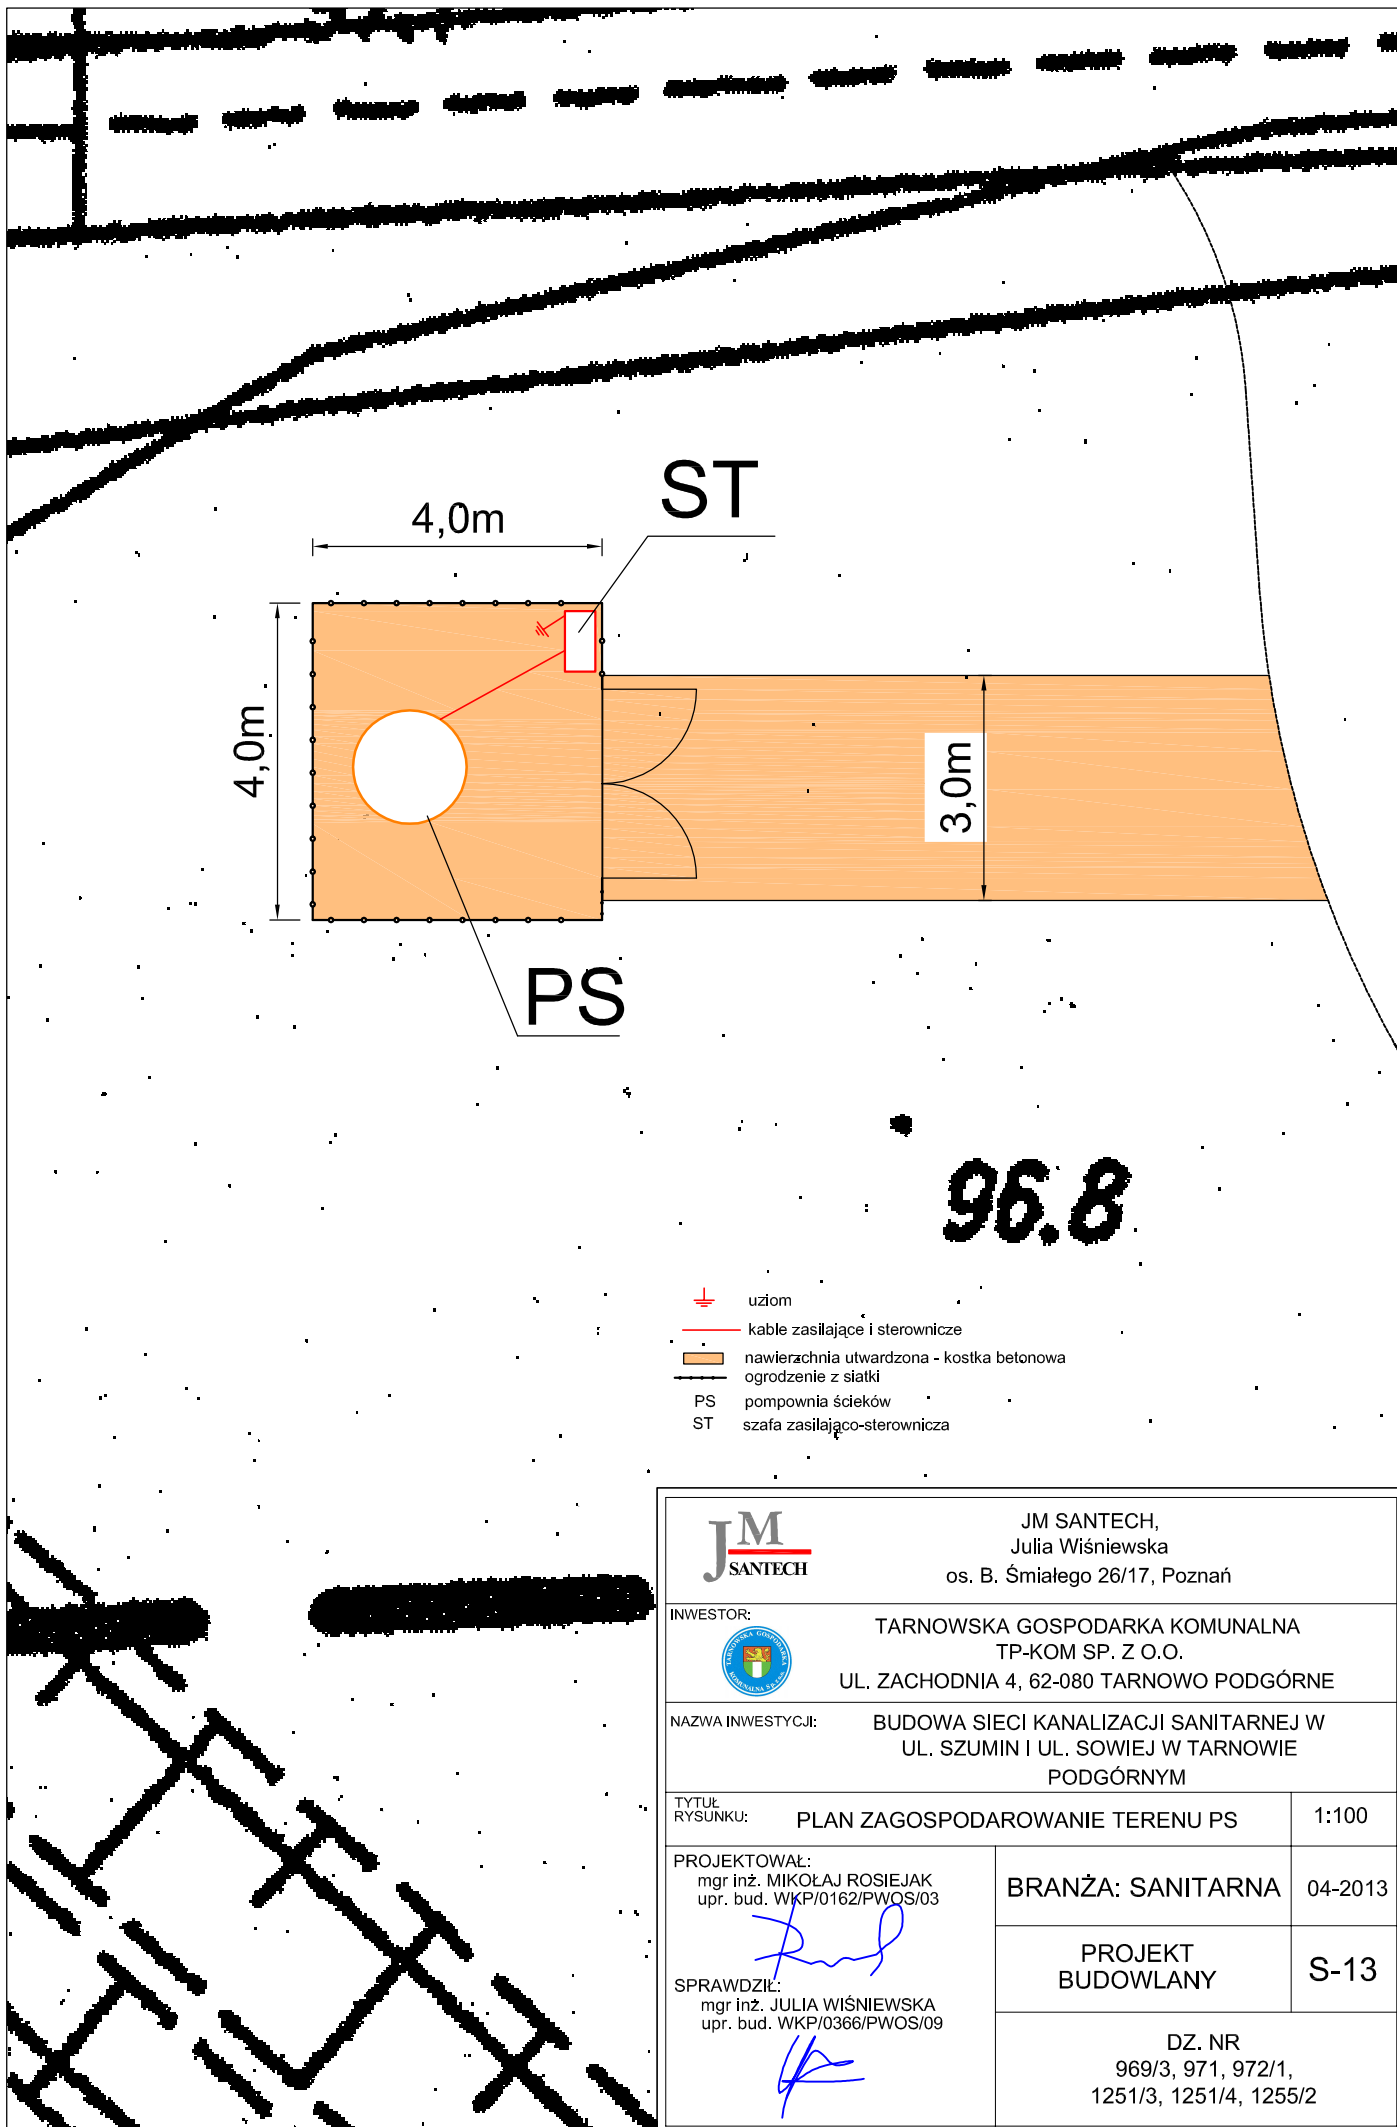 ST
4,0m
4,0m
3,0m
PS
96.8
uziom
kable zasilające i sterownicze
nawierzchnia utwardzona - kostka betonowa
ogrodzenie z siatki
PS pompownia ścieków
ST szafa zasilająco-sterownicza
JM
SANTECH
JM SANTECH,
Julia Wiśniewska
os. B. Śmiałego 26/17, Poznań
INWESTOR:
TARNOWSKA GOSPODARKA
KOMUNALNA Sp. z o.o.
TARNOWSKA GOSPODARKA KOMUNALNA
TP-KOM SP. Z O.O.
UL. ZACHODNIA 4, 62-080 TARNOWO PODGÓRNE
NAZWA INWESTYCJI:
BUDOWA SIECI KANALIZACJI SANITARNEJ W
UL. SZUMIN I UL. SOWIEJ W TARNOWIE
PODGÓRNYM
TYTUŁ
RYSUNKU:
PLAN ZAGOSPODAROWANIE TERENU PS
1:100
PROJEKTOWAŁ:
mgr inż. MIKOŁAJ ROSIEJAK
upr. bud. WKP/0162/PWOS/03
BRANŻA: SANITARNA
04-2013
PROJEKT
BUDOWLANY
S-13
SPRAWDZIŁ:
mgr inż. JULIA WIŚNIEWSKA
upr. bud. WKP/0366/PWOS/09
DZ. NR
969/3, 971, 972/1,
1251/3, 1251/4, 1255/2